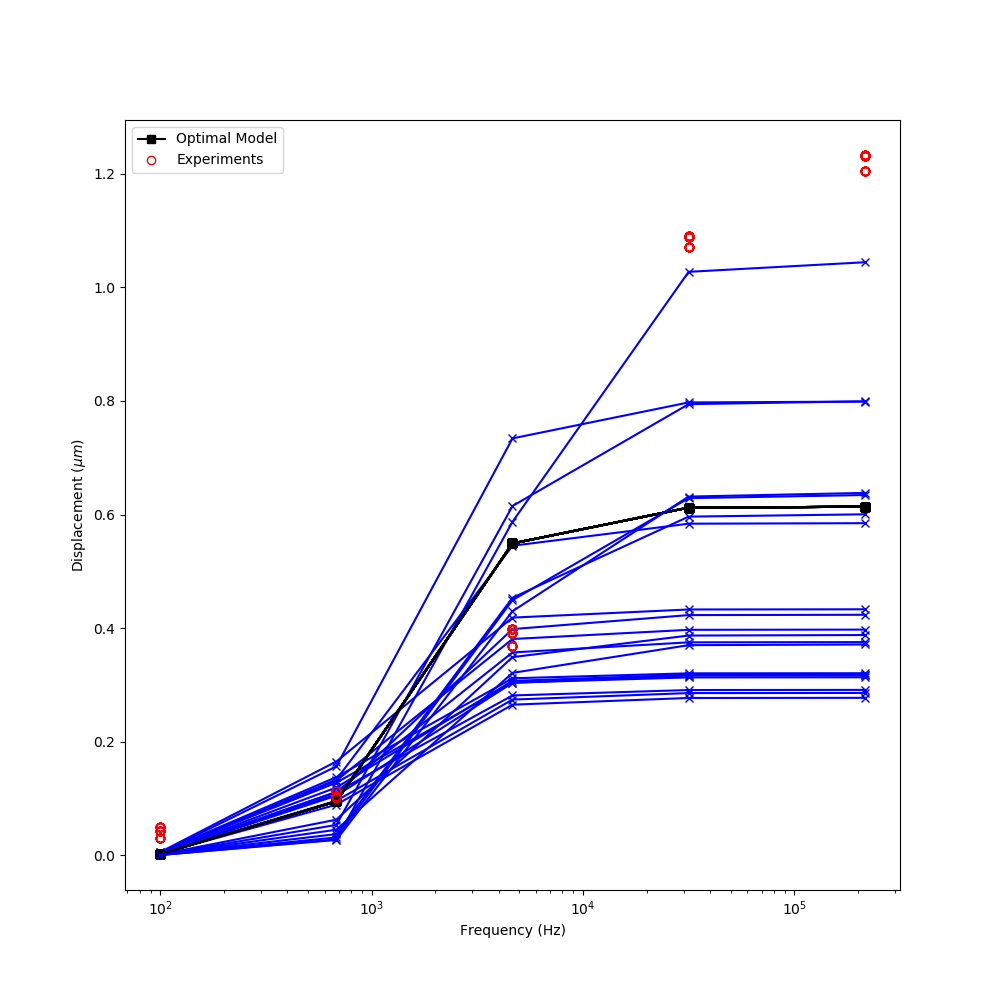 Optimal Model
Experiments
1.2
1.0
0.8
0.6
0.4
0.2
0.0
Displacement (μm)
10²
10³
10⁴
10⁵
Frequency (Hz)